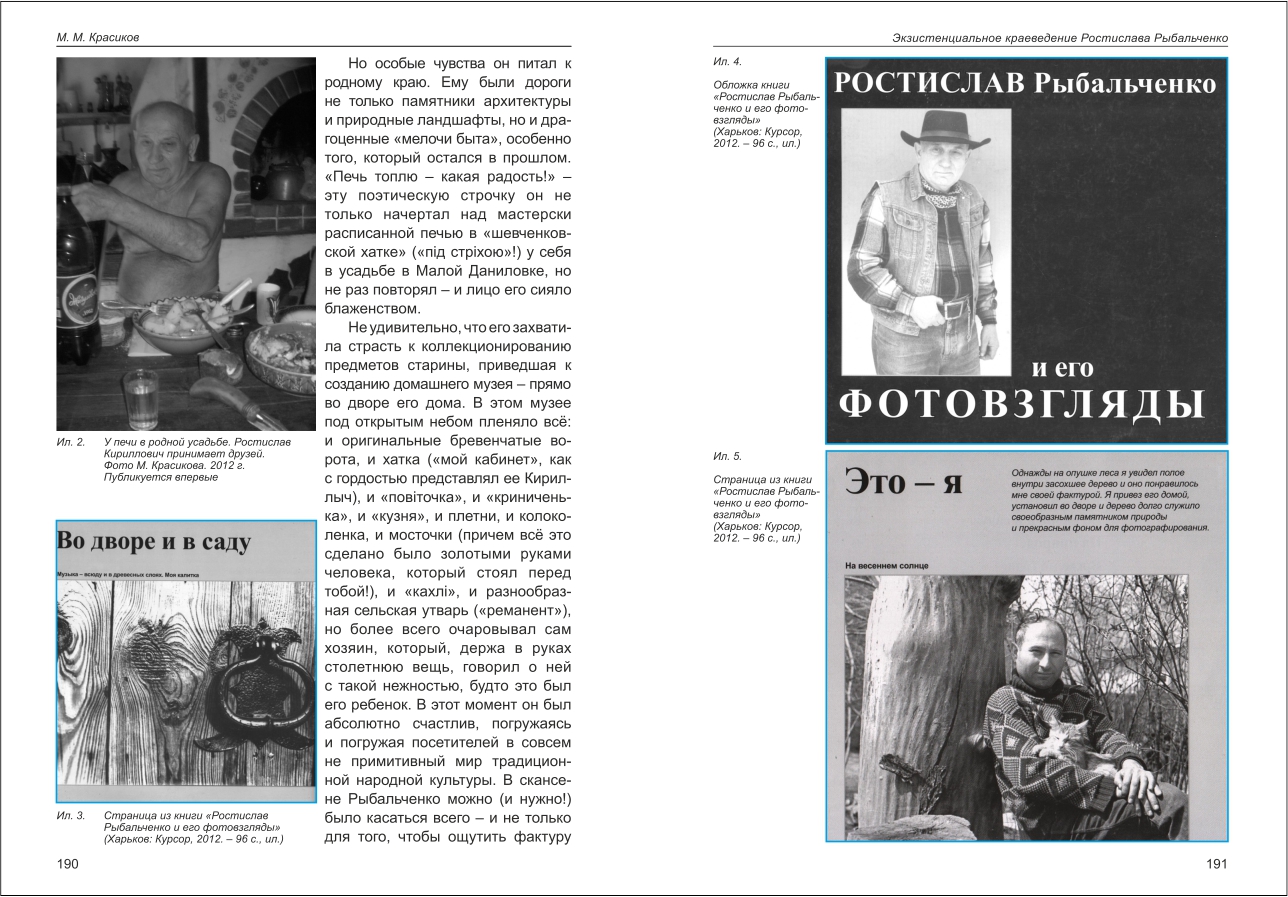 М. М. Красиков
Ил. 2. У печи в родной усадьбе. Ростислав
Кириллович принимает друзей.
Фото М. Красикова. 2012 г.
Публикуется впервые
Во дворе и в саду
Музыка – всюду и в древесных слоях. Моя калитка
Ил. 3. Страница из книги «Ростислав
Рыбальченко и его фотовзгляды»
(Харьков: Курсор, 2012. – 96 с., ил.)
Но особые чувства он питал к
родному краю. Ему были дороги
не только памятники архитектуры
и природные ландшафты, но и дра-
гоценные «мелочи быта», особенно
того, который остался в прошлом.
«Печь топлю – какая радость!» –
эту поэтическую строчку он не
только начертал над мастерски
расписанной печью в «шевченков-
ской хатке» («під стріхою»!) у себя
в усадьбе в Малой Даниловке, но
не раз повторял – и лицо его сияло
блаженством.
Не удивительно, что его захвати-
ла страсть к коллекционированию
предметов старины, приведшая к
созданию домашнего музея – прямо
во дворе его дома. В этом музее
под открытым небом пленяло всё:
и оригинальные бревенчатые во-
рота, и хатка («мой кабинет», как
с гордостью представлял ее Кирил-
лыч), и «повіточка», и «криничень-
ка», и «кузня», и плетни, и колоко-
ленка, и мосточки (причем всё это
сделано было золотыми руками
человека, который стоял перед
тобой!), и «кахлі», и разнообраз-
ная сельская утварь («реманент»),
но более всего очаровывал сам
хозяин, который, держа в руках
столетнюю вещь, говорил о ней
с такой нежностью, будто это был
его ребенок. В этот момент он был
абсолютно счастлив, погружаясь
и погружая посетителей в совсем
не примитивный мир традицион-
ной народной культуры. В скансе-
не Рыбальченко можно (и нужно!)
было касаться всего – и не только
для того, чтобы ощутить фактуру
190
Экзистенциальное краеведение Ростислава Рыбальченко
Ил. 4.
Обложка книги
«Ростислав Рыбаль-
ченко и его фото-
взгляды»
(Харьков: Курсор,
2012. – 96 с., ил.)
РОСТИСЛАВ Рыбальченко
и его
ФОТОВЗГЛЯДЫ
Ил. 5.
Страница из книги
«Ростислав Рыбаль-
ченко и его фото-
взгляды»
(Харьков: Курсор,
2012. – 96 с., ил.)
Это – я
Однажды на опушке леса я увидел полое
внутри засохшее дерево и оно понравилось
мне своей фактурой. Я привез его домой,
установил во дворе и дерево долго служило
своеобразным памятником природы
и прекрасным фоном для фотографирования.
На весеннем солнце
191